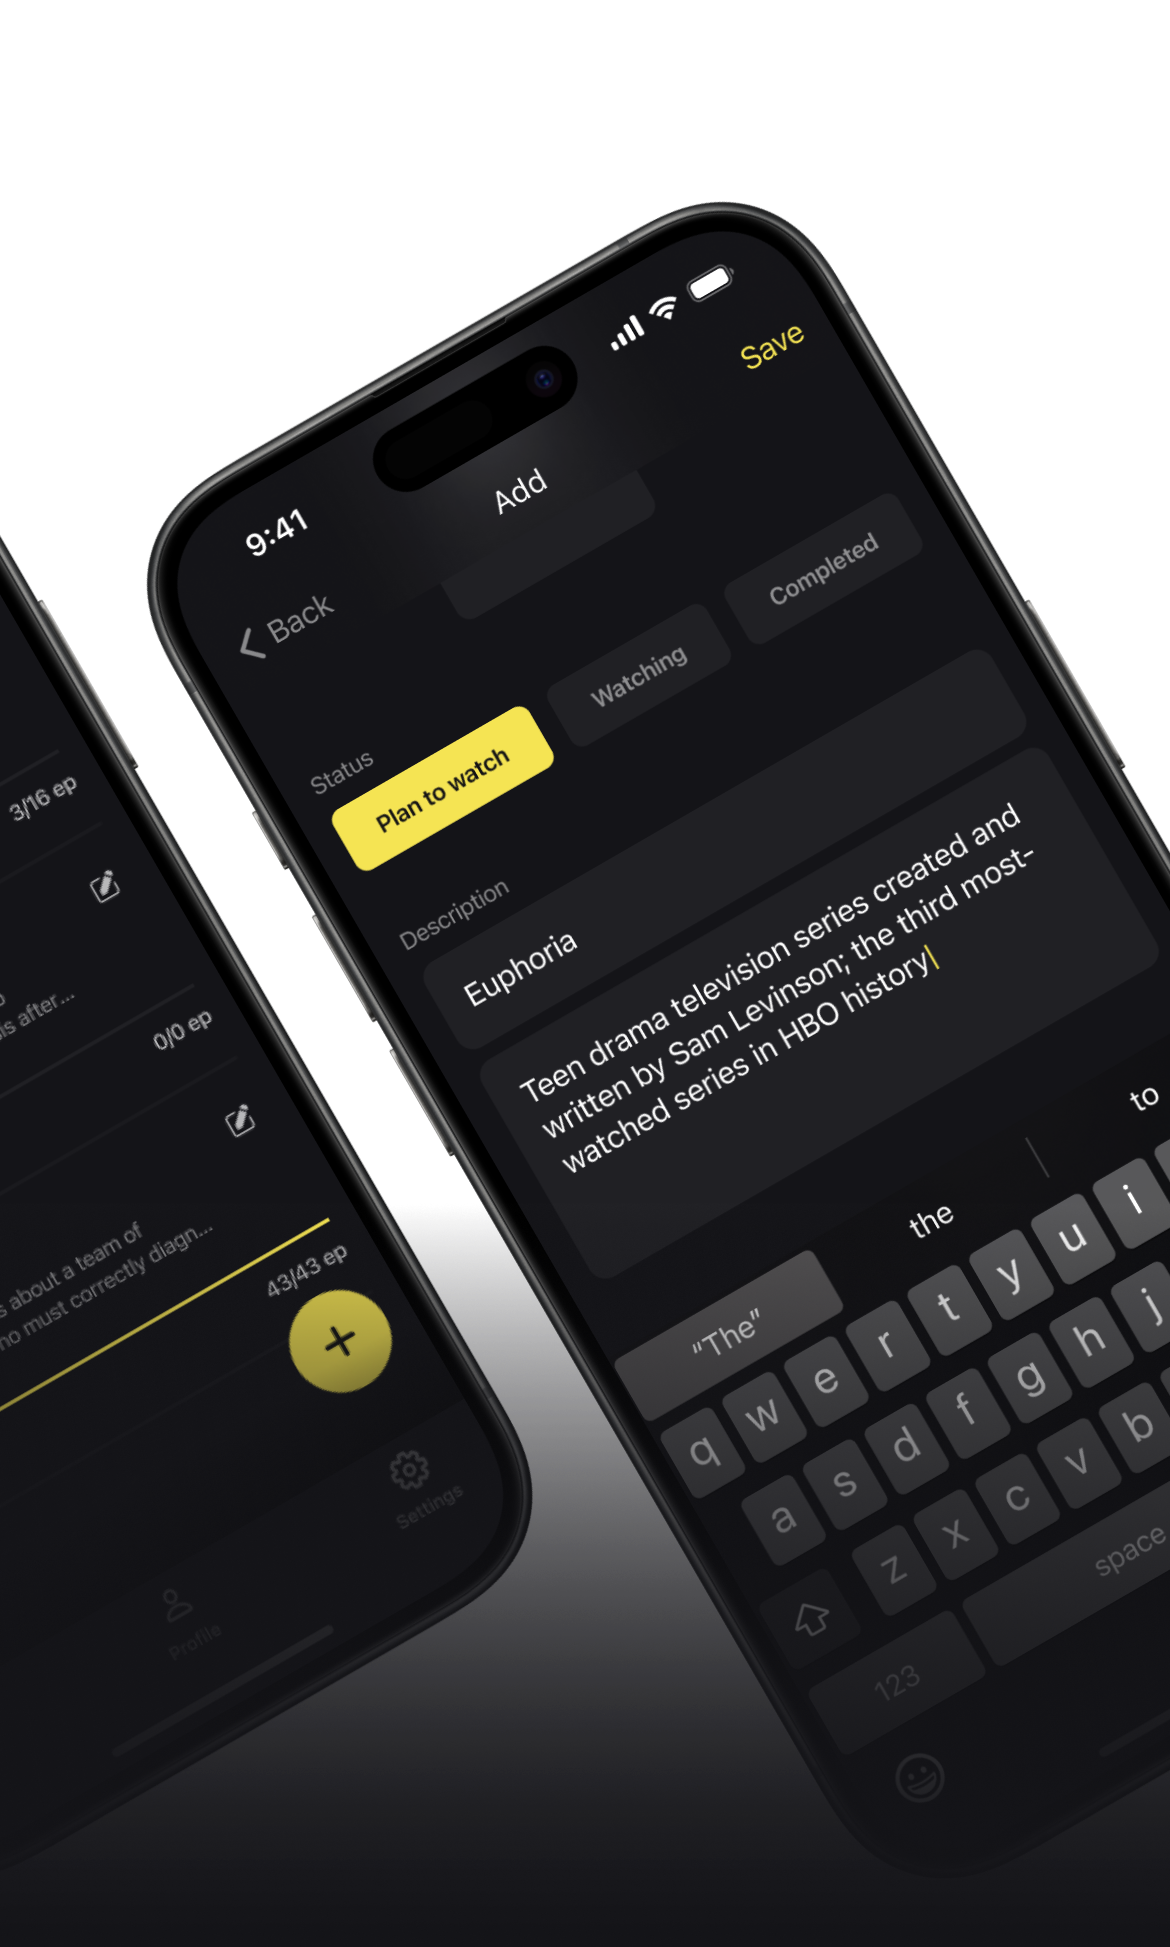 3/16 ep
is after...
0/0 ep
about a team of
must correctly diagn...
43/43 ep
+
Settings
Profile
9:41
Save
Add
Back
Status
Plan to watch
Watching
Completed
Description
Euphoria
Teen drama television series created and
written by Sam Levinson; the third most-
watched series in HBO history
"The"
the
to
q w e r t y u i
a s d f g h j
z x c v b
123
space